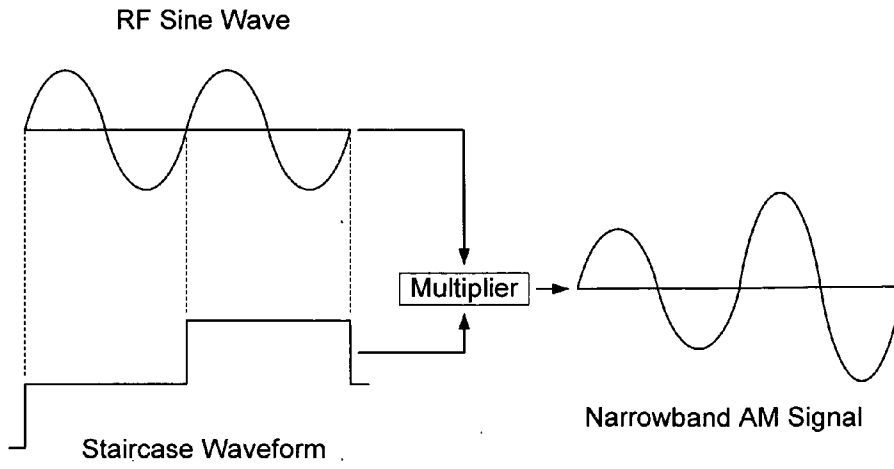 RF Sine Wave
Multiplier
Narrowband AM Signal
Staircase Waveform